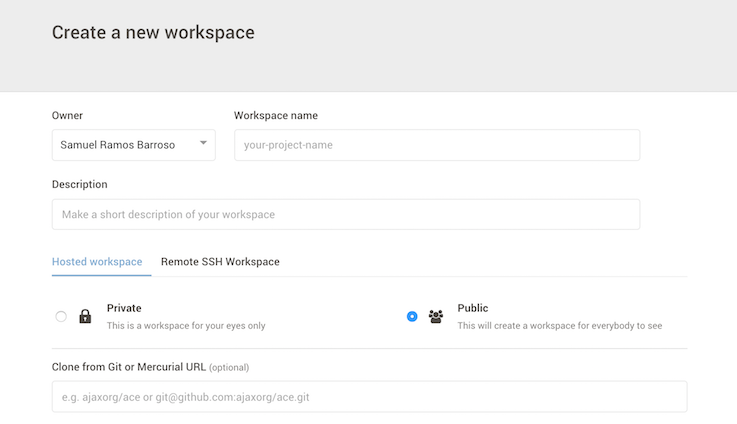 Create a new workspace
Owner
Workspace name
Samuel Ramos Barroso
your-project-name
Description
Make a short description of your workspace
Hosted workspace
Remote SSH Workspace
Private
This is a workspace for your eyes only
Public
This will create a workspace for everybody to see
Clone from Git or Mercurial URL (optional)
e.g. ajaxorg/ace or git@github.com:ajaxorg/ace.git